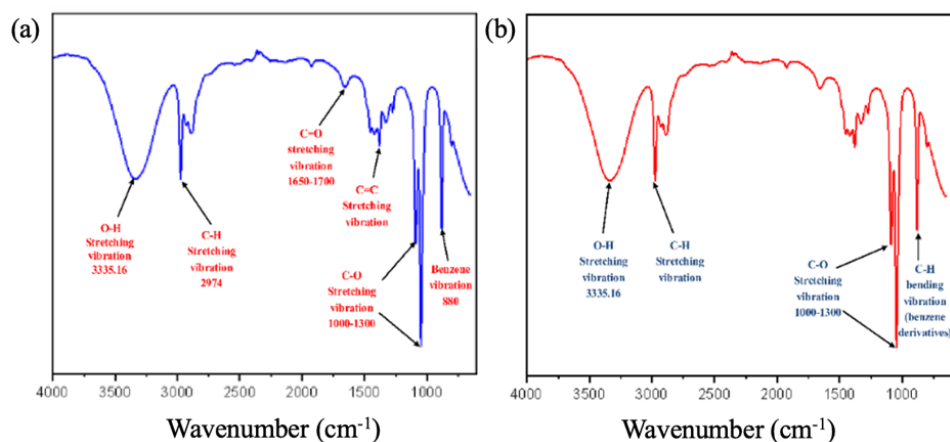 (a)
O-H
Stretching
vibration
3335.16
C-H
Stretching
vibration
2974
C=O
stretching
vibration
1650-1700
C=C
Stretching
vibration
C-O
Stretching
vibration
1000-1300
Benzene
vibration
880
4000 3500 3000 2500 2000 1500 1000
Wavenumber (cm⁻¹)
(b)
O-H
Stretching
vibration
3335.16
C-H
Stretching
vibration
C-O
Stretching
vibration
1000-1300
C-H
bending
vibration
(benzene
derivatives)
4000 3500 3000 2500 2000 1500 1000
Wavenumber (cm⁻¹)